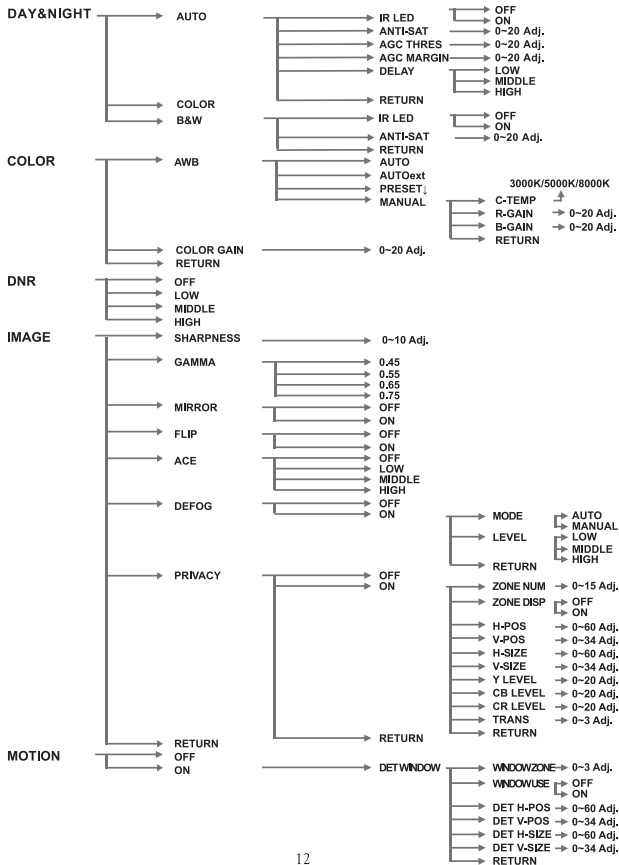 DAY&NIGHT AUTO IR LED OFF
ON
ANTI-SAT 0~20 Adj.
AGC THRES 0~20 Adj.
AGC MARGIN 0~20 Adj.
DELAY LOW
MIDDLE
HIGH
RETURN
COLOR
B&W IR LED OFF
ON
ANTI-SAT 0~20 Adj.
RETURN
COLOR AWB AUTO
AUTOext
PRESET↓
3000K/5000K/8000K
MANUAL C-TEMP
R-GAIN 0~20 Adj.
B-GAIN 0~20 Adj.
RETURN
COLOR GAIN 0~20 Adj.
RETURN
DNR OFF
LOW
MIDDLE
HIGH
IMAGE SHARPNESS 0~10 Adj.
GAMMA 0.45
0.55
0.65
0.75
MIRROR OFF
ON
FLIP OFF
ON
ACE OFF
LOW
MIDDLE
HIGH
DEFOG OFF
ON MODE AUTO
MANUAL
LEVEL LOW
MIDDLE
HIGH
RETURN
PRIVACY OFF
ON ZONE NUM 0~15 Adj.
ZONE DISP OFF
ON
H-POS 0~60 Adj.
V-POS 0~34 Adj.
H-SIZE 0~60 Adj.
V-SIZE 0~34 Adj.
Y LEVEL 0~20 Adj.
CB LEVEL 0~20 Adj.
CR LEVEL 0~20 Adj.
TRANS 0~3 Adj.
RETURN
RETURN
RETURN
MOTION OFF
ON DET WINDOW WINDOWZONE 0~3 Adj.
WINDOWUSE OFF
ON
DET H-POS 0~60 Adj.
DET V-POS 0~34 Adj.
DET H-SIZE 0~60 Adj.
DET V-SIZE 0~34 Adj.
RETURN
12